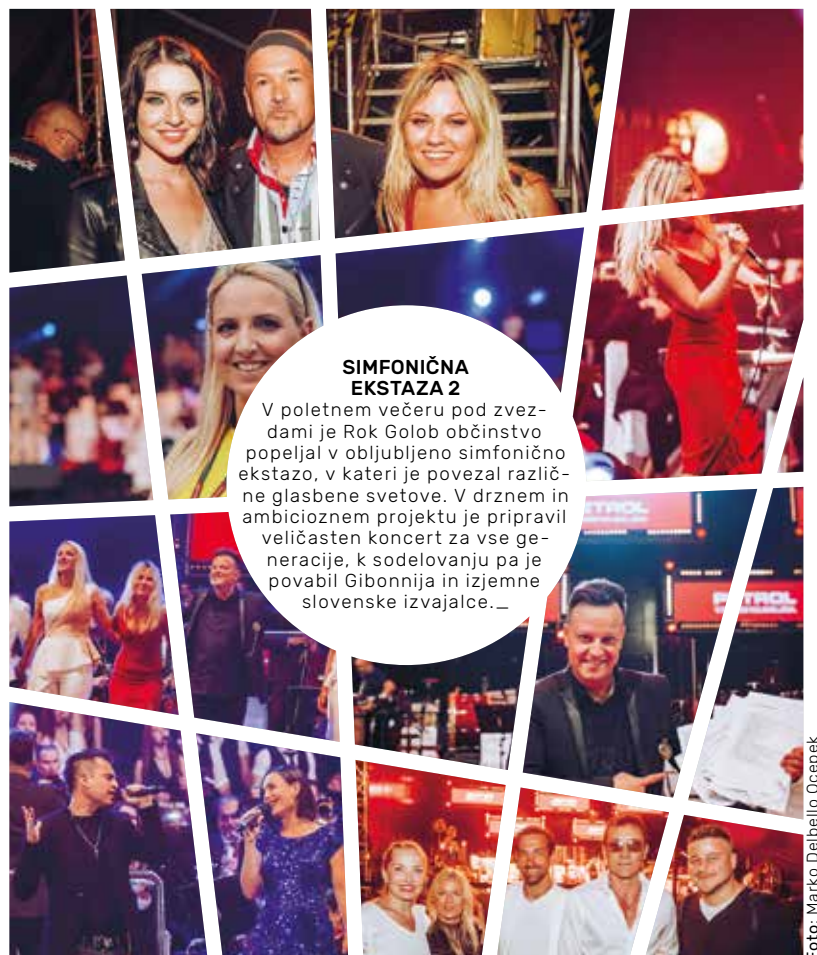 SIMFONIČNA
EKSTAZA 2
V poletnem večeru pod zvez-
dami je Rok Golob občinstvo
popeljal v obljubljeno simfonično
ekstazo, v kateri je povezal različ-
ne glasbene svetove. V drznem in
ambicioznem projektu je pripravil
veličasten koncert za vse ge-
neracije, k sodelovanju pa je
povabil Gibonnija in izjemne
slovenske izvajalce._
PETROL
PETROL
Foto: Marko Delbello Ocepek